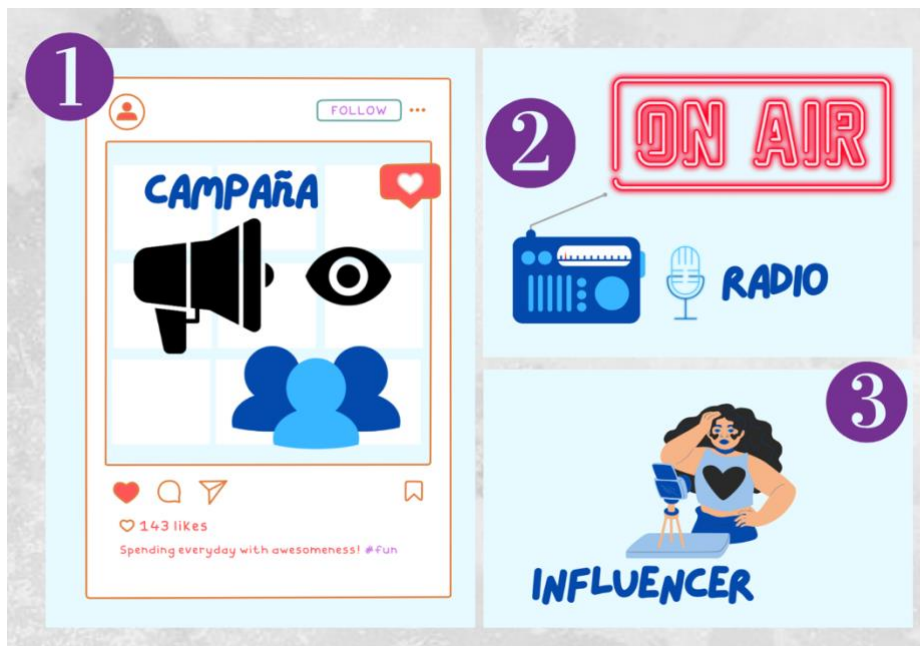 1
FOLLOW
CAMPAÑA
143 likes
Spending everyday with awesomeness! #fun
2
ON AIR
RADIO
3
INFLUENCER